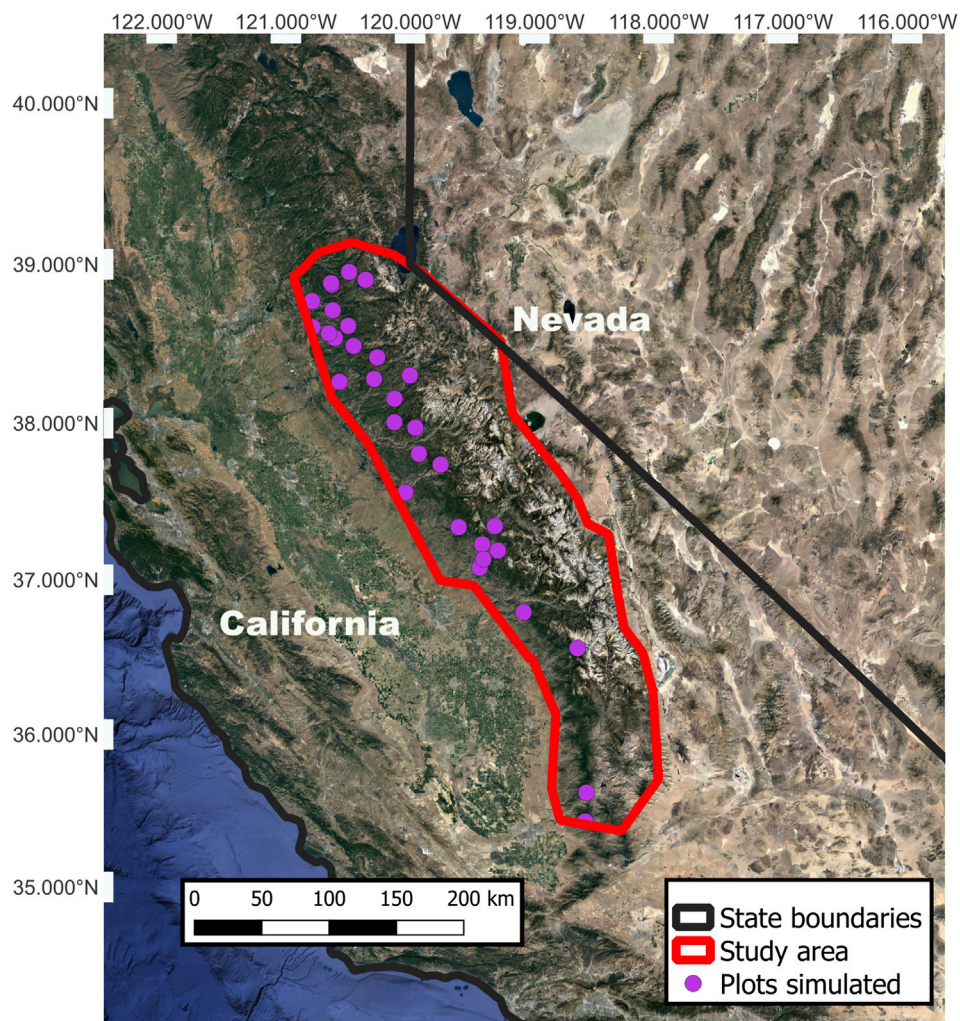 122.000°W 121.000°W 120.000°W 119.000°W 118.000°W 117.000°W 116.000°W
40.000°N
39.000°N
Nevada
38.000°N
37.000°N
California
36.000°N
35.000°N
0 50 100 150 200 km
State boundaries
Study area
Plots simulated